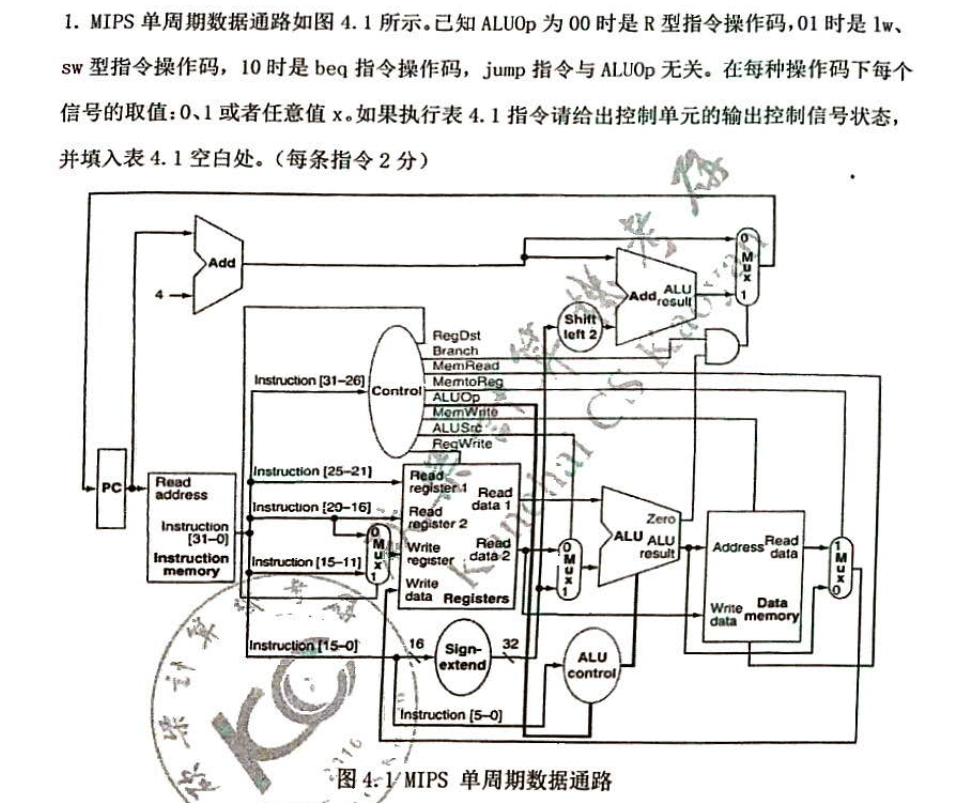 1. MIPS 单周期数据通路如图 4.1 所示。已知 ALUOp 为 00 时是 R 型指令操作码,01 时是 lw、
sw 型指令操作码，10 时是 beq 指令操作码，jump 指令与 ALUOp 无关。在每种操作码下每个
信号的取值:0、1 或者任意值 x。如果执行表 4.1 指令请给出控制单元的输出控制信号状态，
并填入表 4.1 空白处。（每条指令 2 分）
Add
4
0
M
u
x
1
Add ALU
result
Shift
left 2
RegDst
Branch
MemRead
MemtoReg
ALUOp
MemWrite
ALUSrc
RegWrite
Instruction [31–26]
Control
PC
Read
address
Instruction
[31–0]
Instruction
memory
Instruction [25–21]
Instruction [20–16]
Instruction [15–11]
0
M
u
x
1
Read
register 1
Read
register 2
Write
register
Write
data
Read
data 1
Read
data 2
Registers
0
M
u
x
1
Zero
ALU ALU
result
Address
Read
data
Write
data
Data
memory
1
M
u
x
0
Instruction [15–0]
16
Sign-
extend
32
ALU
control
Instruction [5–0]
图 4.1 MIPS 单周期数据通路
KC
2016